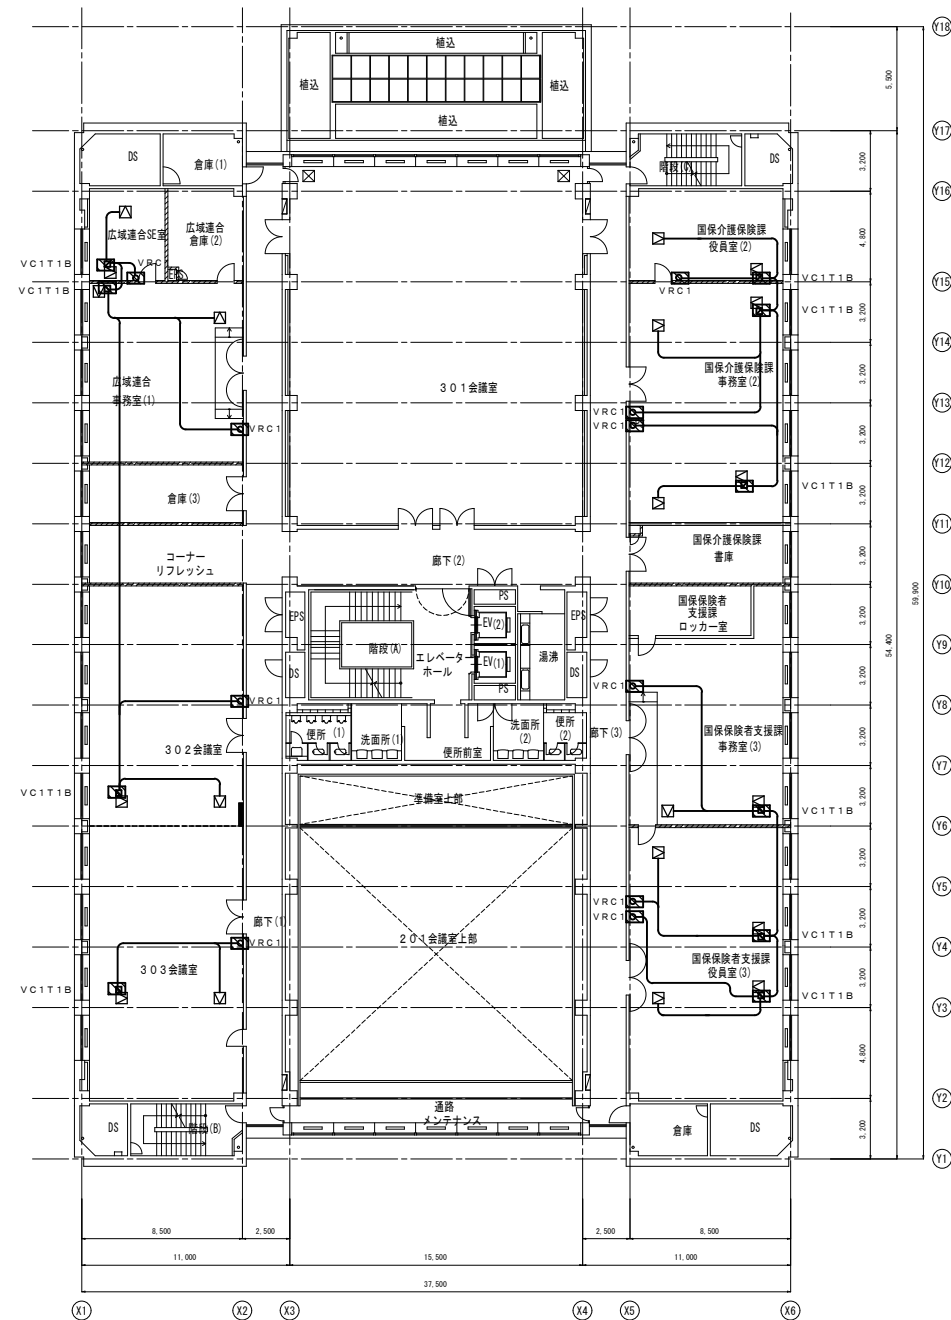 Y18
植込
植込
植込
植込
5,500
Y17
DS
倉庫(1)
階段(C)
DS
3,200
Y16
広域連合SE室
広域連合
倉庫(2)
国保介護保険課
役員室(2)
4,800
VC1T1B
VRC1
VC1T1B
VRC1
VC1T1B
Y15
VC1T1B
3,200
Y14
広域連合
事務室(1)
301会議室
国保介護保険課
事務室(2)
3,200
Y13
VRC1
VRC1
VRC1
3,200
Y12
倉庫(3)
VC1T1B
3,200
Y11
コーナー
リフレッシュ
廊下(2)
国保介護保険課
書庫
3,200
59,900
54,400
Y10
EPS
階段(A)
エレベータ
ホール
PS
EV(2)
EV(1)
PS
湯沸
EPS
国保保険者
支援課
ロッカー室
3,200
Y9
DS
DS
VRC1
VRC1
3,200
Y8
302会議室
便所(1)
洗面所(1)
便所前室
洗面所
(2)
便所
(2)
廊下(3)
国保保険者支援課
事務室(3)
3,200
Y7
VC1T1B
準備室上部
VC1T1B
3,200
Y6
3,200
Y5
廊下(1)
VRC1
VRC1
VRC1
201会議室上部
VC1T1B
3,200
Y4
303会議室
国保保険者支援課
役員室(3)
VC1T1B
VC1T1B
3,200
Y3
4,800
Y2
DS
階段(B)
通路
メンテナンス
倉庫
DS
3,200
Y1
8,500
2,500
2,500
8,500
11,000
15,500
11,000
37,500
X1
X2
X3
X4
X5
X6